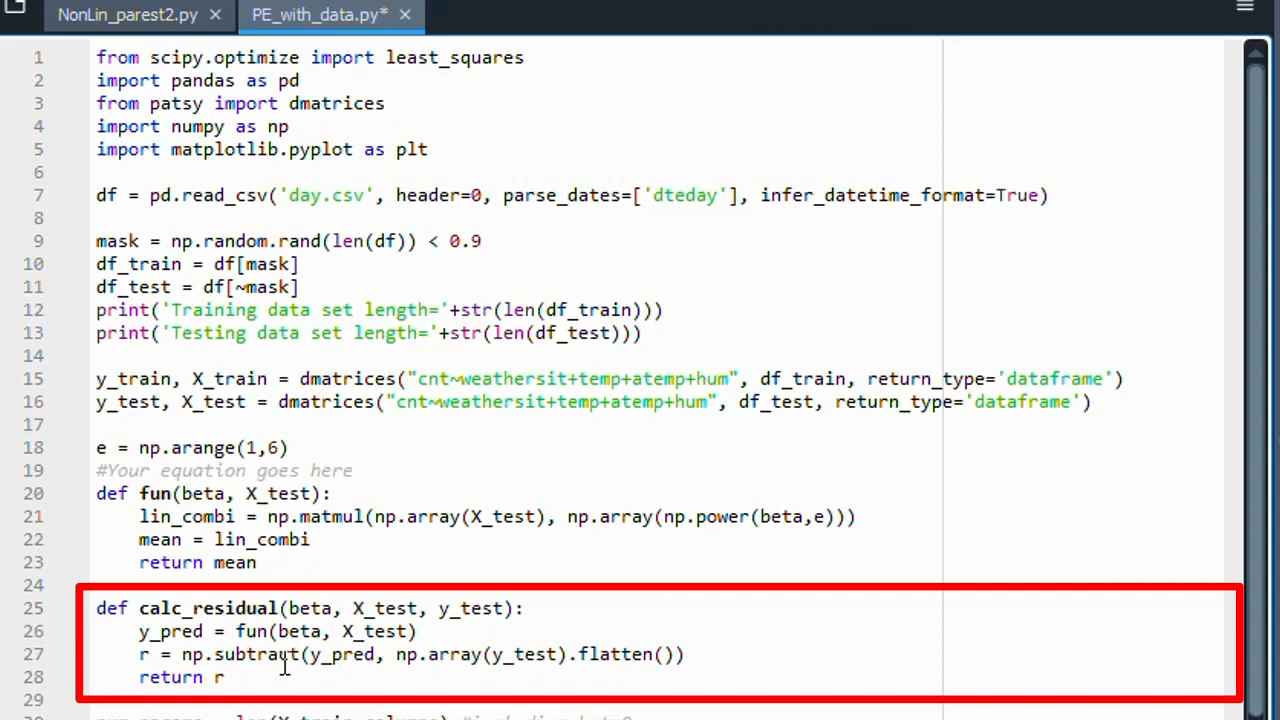 NonLin_parest2.py ×
PE_with_data.py* ×
1 from scipy.optimize import least_squares
2 import pandas as pd
3 from patsy import dmatrices
4 import numpy as np
5 import matplotlib.pyplot as plt
6
7 df = pd.read_csv('day.csv', header=0, parse_dates=['dteday'], infer_datetime_format=True)
8
9 mask = np.random.rand(len(df)) < 0.9
10 df_train = df[mask]
11 df_test = df[~mask]
12 print('Training data set length='+str(len(df_train)))
13 print('Testing data set length='+str(len(df_test)))
14
15 y_train, X_train = dmatrices("cnt~weathersit+temp+atemp+hum", df_train, return_type='dataframe')
16 y_test, X_test = dmatrices("cnt~weathersit+temp+atemp+hum", df_test, return_type='dataframe')
17
18 e = np.arange(1,6)
19 #Your equation goes here
20 def fun(beta, X_test):
21     lin_combi = np.matmul(np.array(X_test), np.array(np.power(beta,e)))
22     mean = lin_combi
23     return mean
24
25 def calc_residual(beta, X_test, y_test):
26     y_pred = fun(beta, X_test)
27     r = np.subtract(y_pred, np.array(y_test).flatten())
28     return r
29